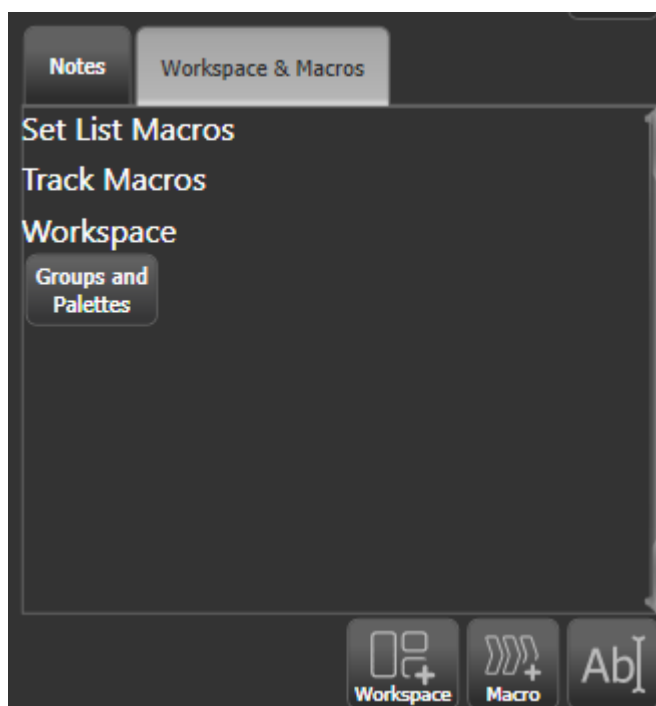 Notes
Workspace & Macros
Set List Macros
Track Macros
Workspace
Groups and
Palettes
Workspace
Macro
Ab